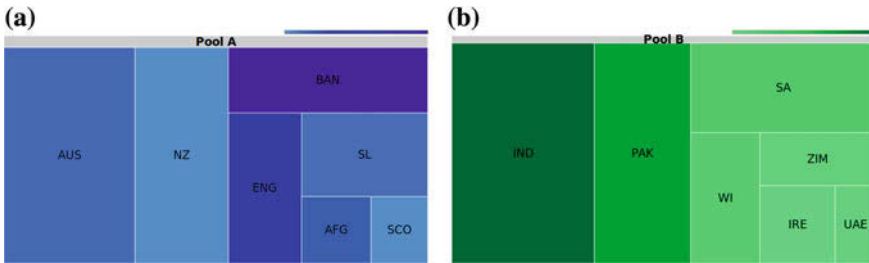 (a)
Pool A
AUS
NZ
BAN
ENG
SL
AFG
SCO
(b)
Pool B
IND
PAK
SA
WI
ZIM
IRE
UAE